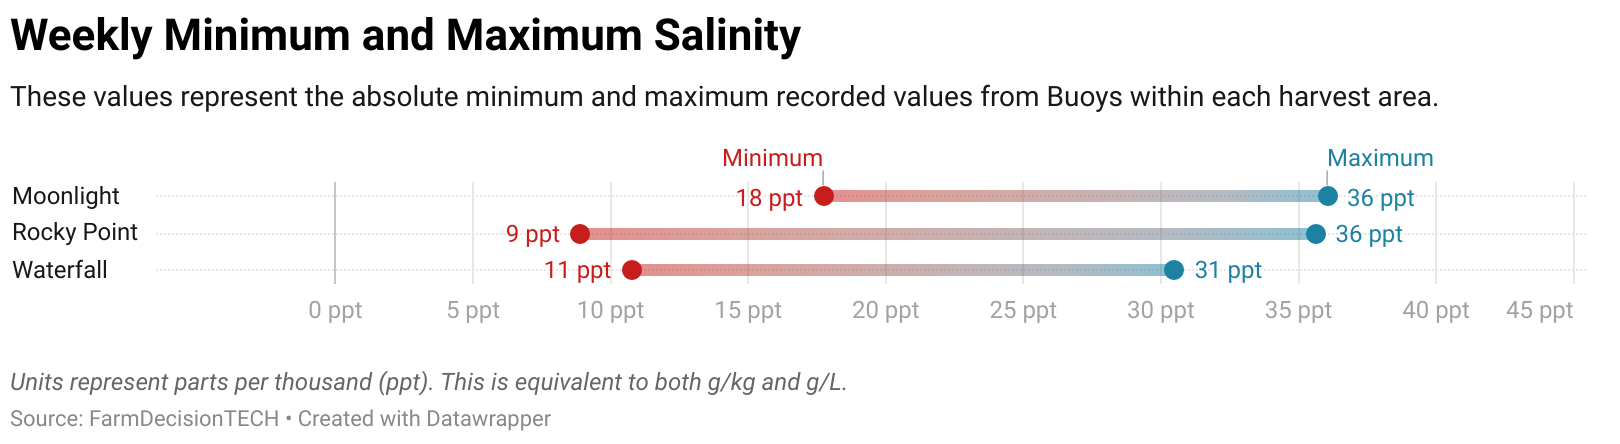 Weekly Minimum and Maximum Salinity
These values represent the absolute minimum and maximum recorded values from Buoys within each harvest area.
Minimum Maximum
Moonlight 18 ppt 36 ppt
Rocky Point 9 ppt 36 ppt
Waterfall 11 ppt 31 ppt
0 ppt 5 ppt 10 ppt 15 ppt 20 ppt 25 ppt 30 ppt 35 ppt 40 ppt 45 ppt
Units represent parts per thousand (ppt). This is equivalent to both g/kg and g/L.
Source: FarmDecisionTECH • Created with Datawrapper